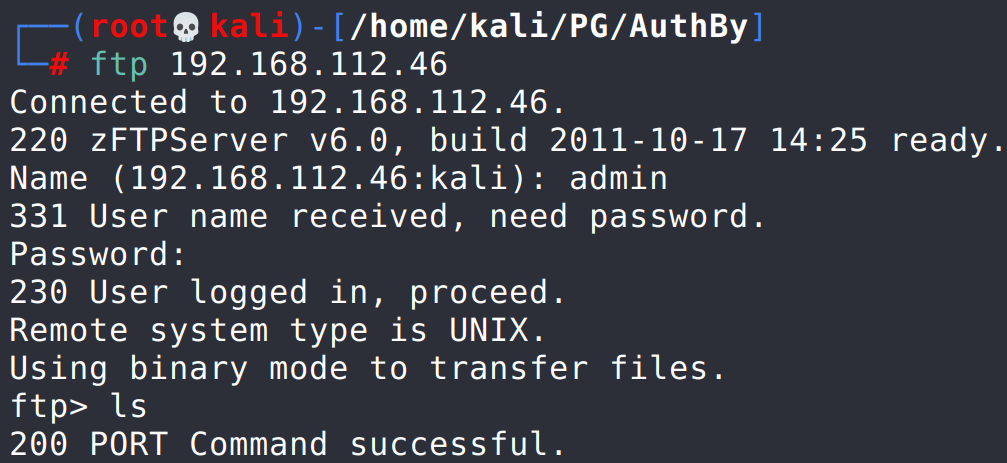 ┌──(root💀kali)-[/home/kali/PG/AuthBy]
└─# ftp 192.168.112.46
Connected to 192.168.112.46.
220 zFTPServer v6.0, build 2011-10-17 14:25 ready.
Name (192.168.112.46:kali): admin
331 User name received, need password.
Password:
230 User logged in, proceed.
Remote system type is UNIX.
Using binary mode to transfer files.
ftp> ls
200 PORT Command successful.